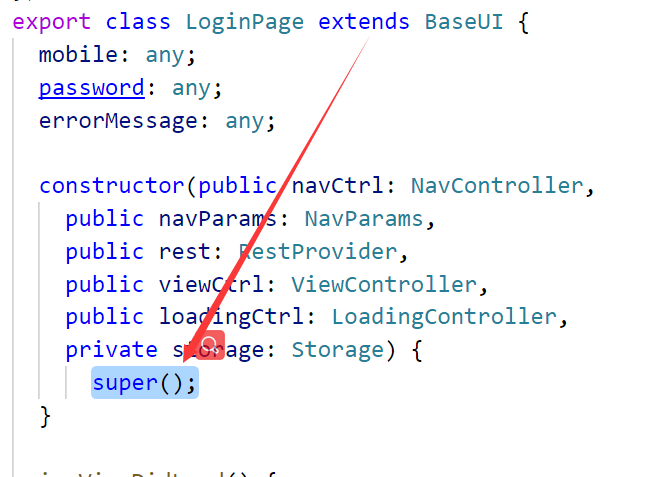 export class LoginPage extends BaseUI {
mobile: any;
password: any;
errorMessage: any;
constructor(public navCtrl: NavController,
public navParams: NavParams,
public rest: RestProvider,
public viewCtrl: ViewController,
public loadingCtrl: LoadingController,
private storage: Storage) {
super();
}